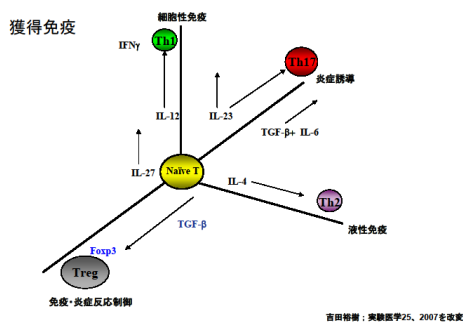 獲得免疫
細胞性免疫
IFNγ
Th1
Th17
炎症誘導
IL-12
IL-23
TGF-β+ IL-6
IL-27
Naïve T
IL-4
Th2
液性免疫
TGF-β
Foxp3
Treg
免疫・炎症反応制御
吉田裕樹；実験医学25、2007を改変